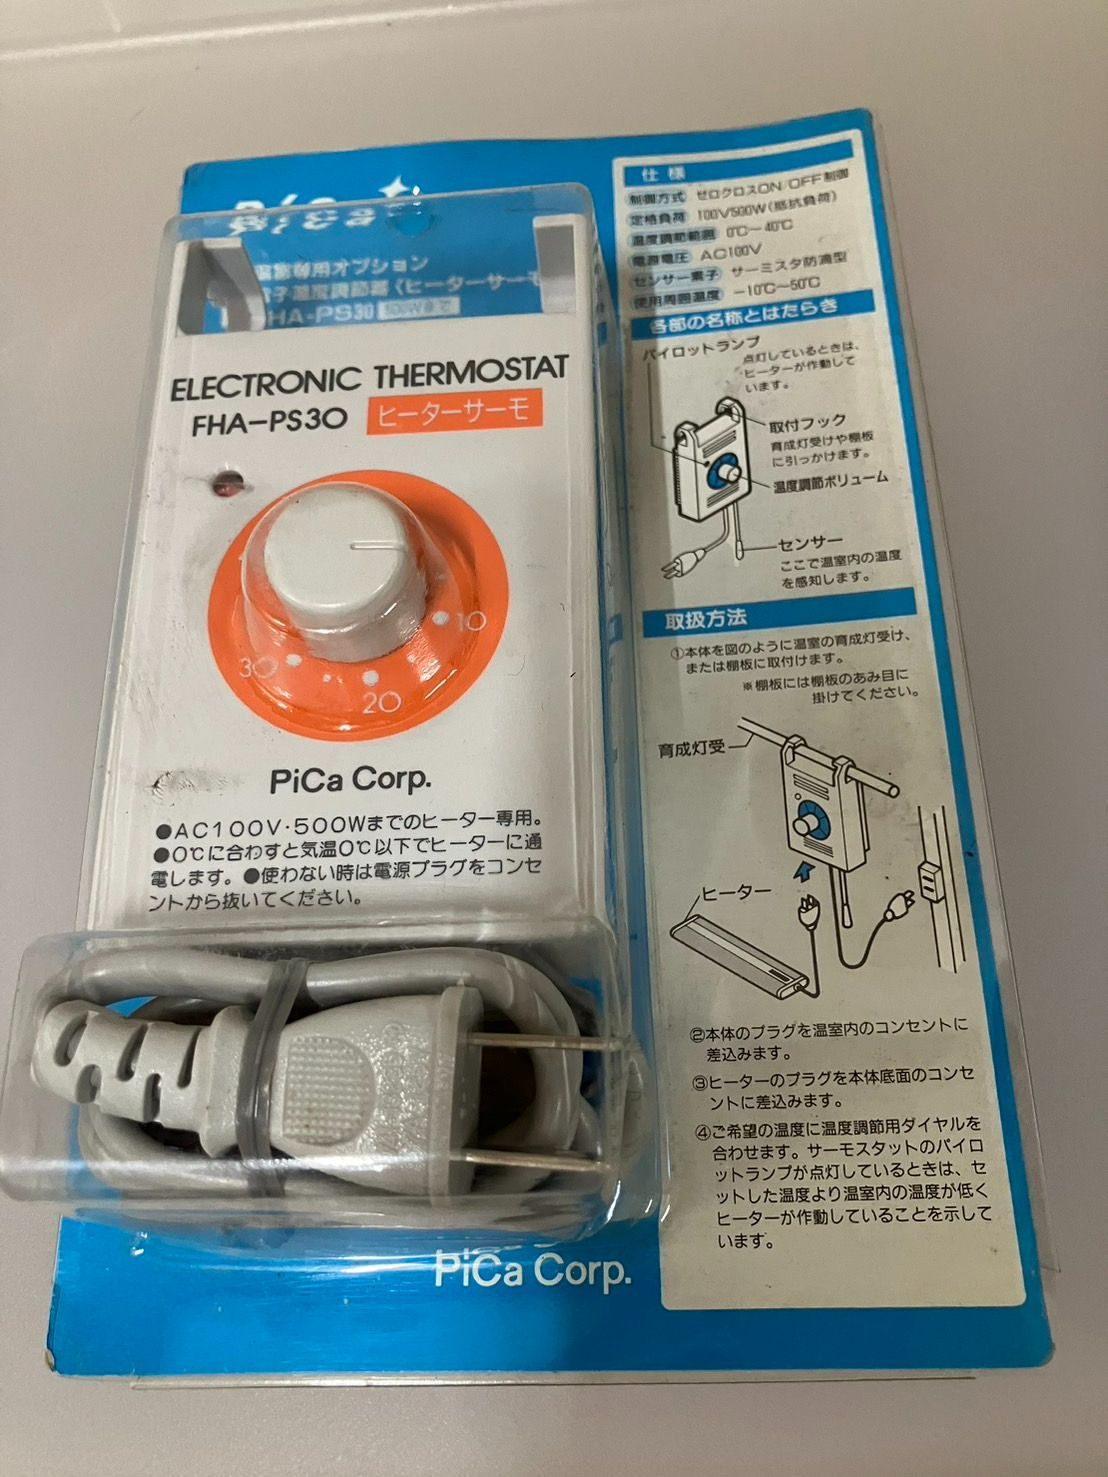 PiCa
温室専用オプション
電子温度調節器〈ヒーターサーモ
FHA-PS30 500Wまで
ELECTRONIC THERMOSTAT
FHA-PS30 ヒーターサーモ
10
20
30
PiCa Corp.
●AC100V・500Wまでのヒーター専用。
●0℃に合わすと気温0℃以下でヒーターに通
電します。●使わない時は電源プラグをコンセ
ントから抜いてください。
PiCa Corp.
仕様
制御方式 ゼロクロスON/OFF制御
定格負荷 100V500W(抵抗負荷)
温度調節範囲 0℃〜40℃
電源電圧 AC100V
センサー素子 サーミスタ防滴型
使用周囲温度 −10℃〜50℃
各部の名称とはたらき
パイロットランプ
点灯しているときは、
ヒーターが作動して
います。
取付フック
育成灯受けや棚板
に引っかけます。
温度調節ボリューム
センサー
ここで温室内の温度
を感知します。
取扱方法
①本体を図のように温室の育成灯受け、
または棚板に取付けます。
※棚板には棚板のあみ目に
掛けてください。
育成灯受
ヒーター
②本体のプラグを温室内のコンセントに
差込みます。
③ヒーターのプラグを本体底面のコンセ
ントに差込みます。
④ご希望の温度に温度調節用ダイヤルを
合わせます。サーモスタットのパイロ
ットランプが点灯しているときは、セ
ットした温度より温室内の温度が低く
ヒーターが作動していることを示して
います。